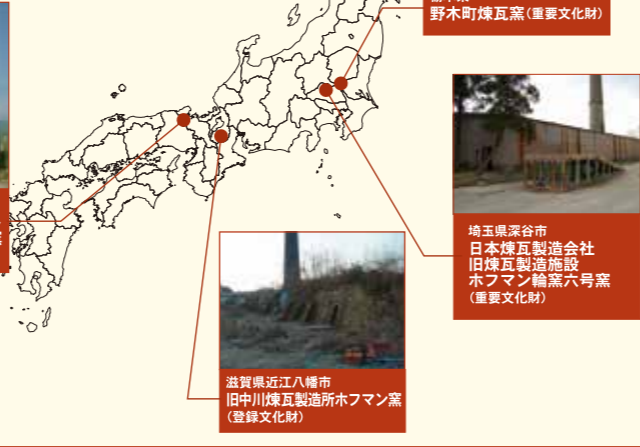 野木町煉瓦窯（重要文化財）
埼玉県深谷市
日本煉瓦製造会社
旧煉瓦製造施設
ホフマン輪窯六号窯
（重要文化財）
滋賀県近江八幡市
旧中川煉瓦製造所ホフマン窯
（登録文化財）